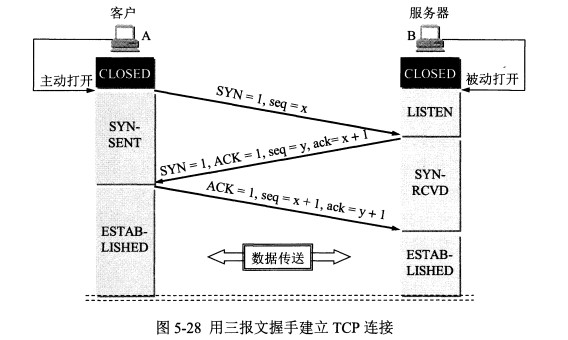 客户
服务器
A
B
CLOSED
CLOSED
主动打开
被动打开
SYN = 1, seq = x
LISTEN
SYN-
SENT
SYN = 1, ACK = 1, seq = y, ack= x + 1
SYN-
RCVD
ACK = 1, seq = x + 1, ack = y + 1
ESTAB-
LISHED
数据传送
ESTAB-
LISHED
图 5-28 用三报文握手建立 TCP 连接